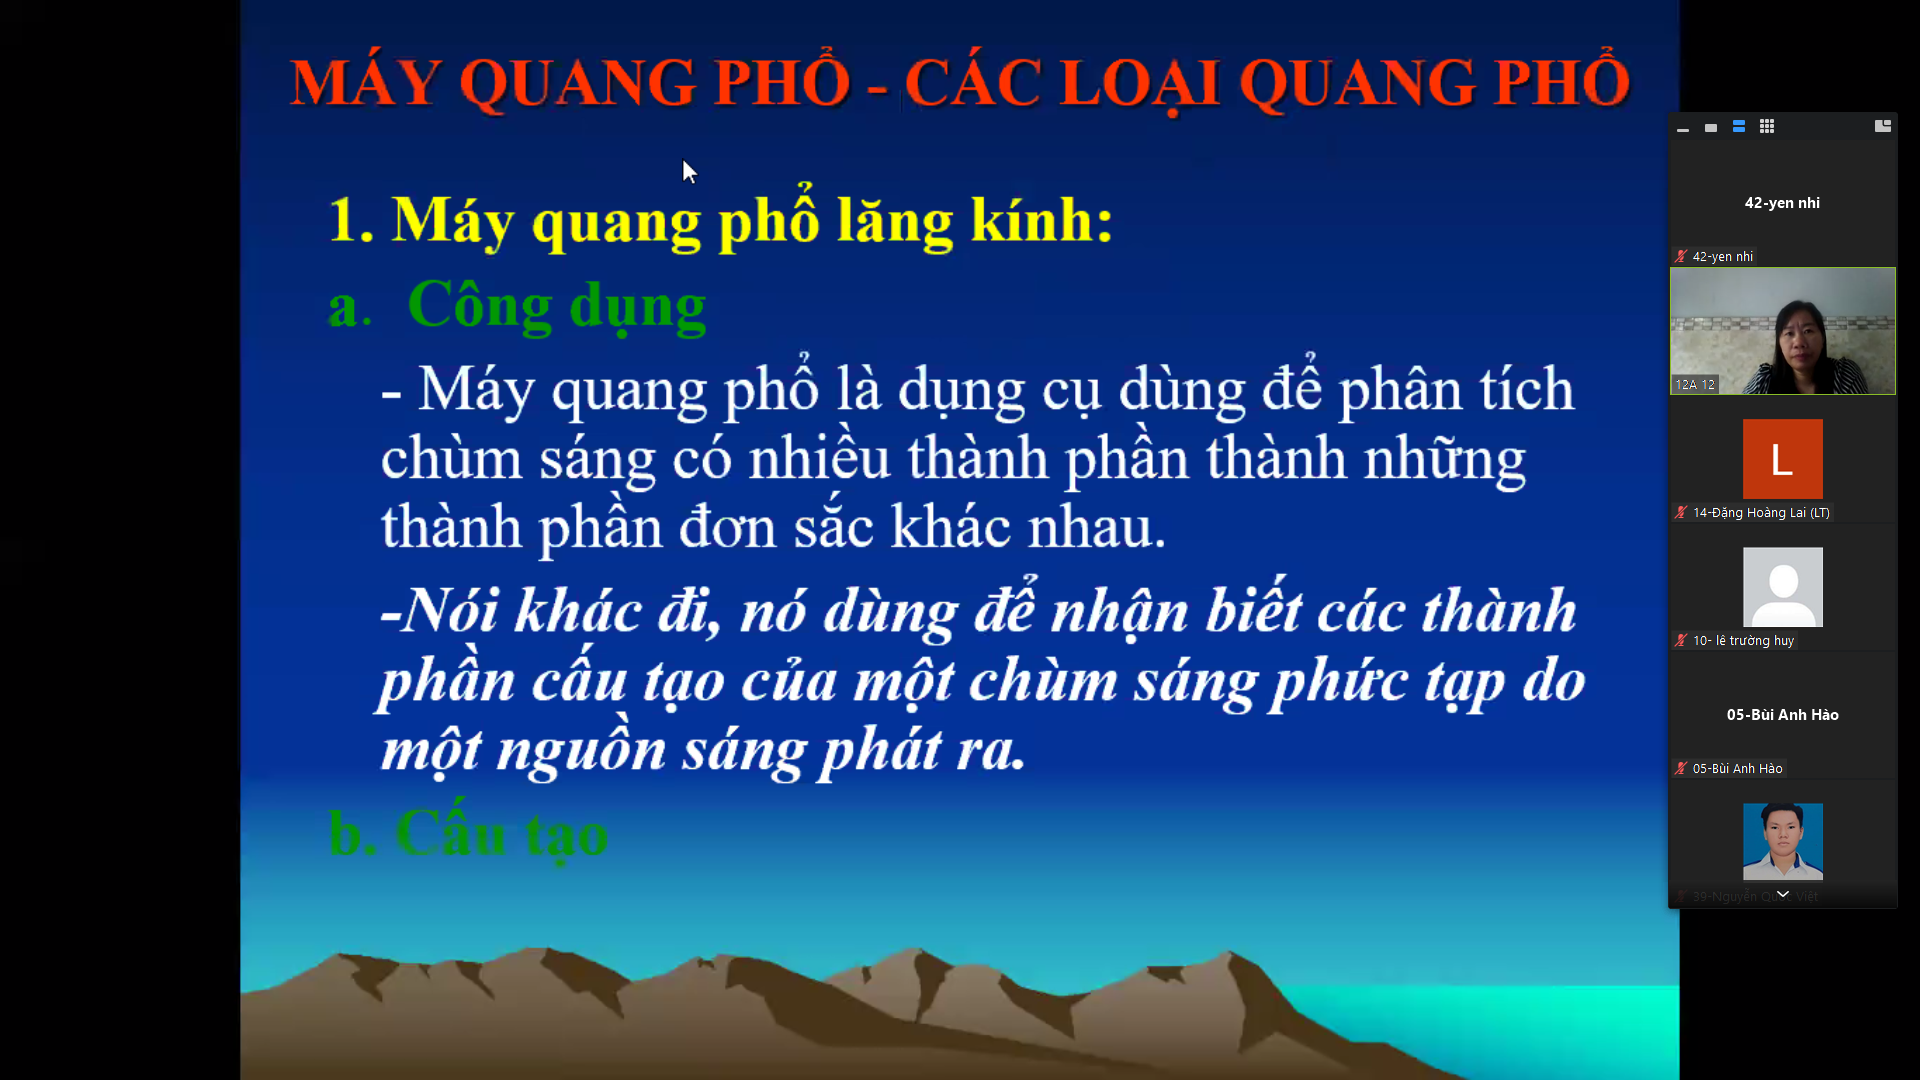 MÁY QUANG PHỔ - CÁC LOẠI QUANG PHỔ
1. Máy quang phổ lăng kính:
a. Công dụng
- Máy quang phổ là dụng cụ dùng để phân tích
chùm sáng có nhiều thành phần thành những
thành phần đơn sắc khác nhau.
-Nói khác đi, nó dùng để nhận biết các thành
phần cấu tạo của một chùm sáng phức tạp do
một nguồn sáng phát ra.
b. Cấu tạo
42-yen nhi
42-yen nhi
12A 12
L
14-Đặng Hoàng Lai (LT)
10- lê trường huy
05-Bùi Anh Hào
05-Bùi Anh Hào
39-Nguyễn Quốc Việt